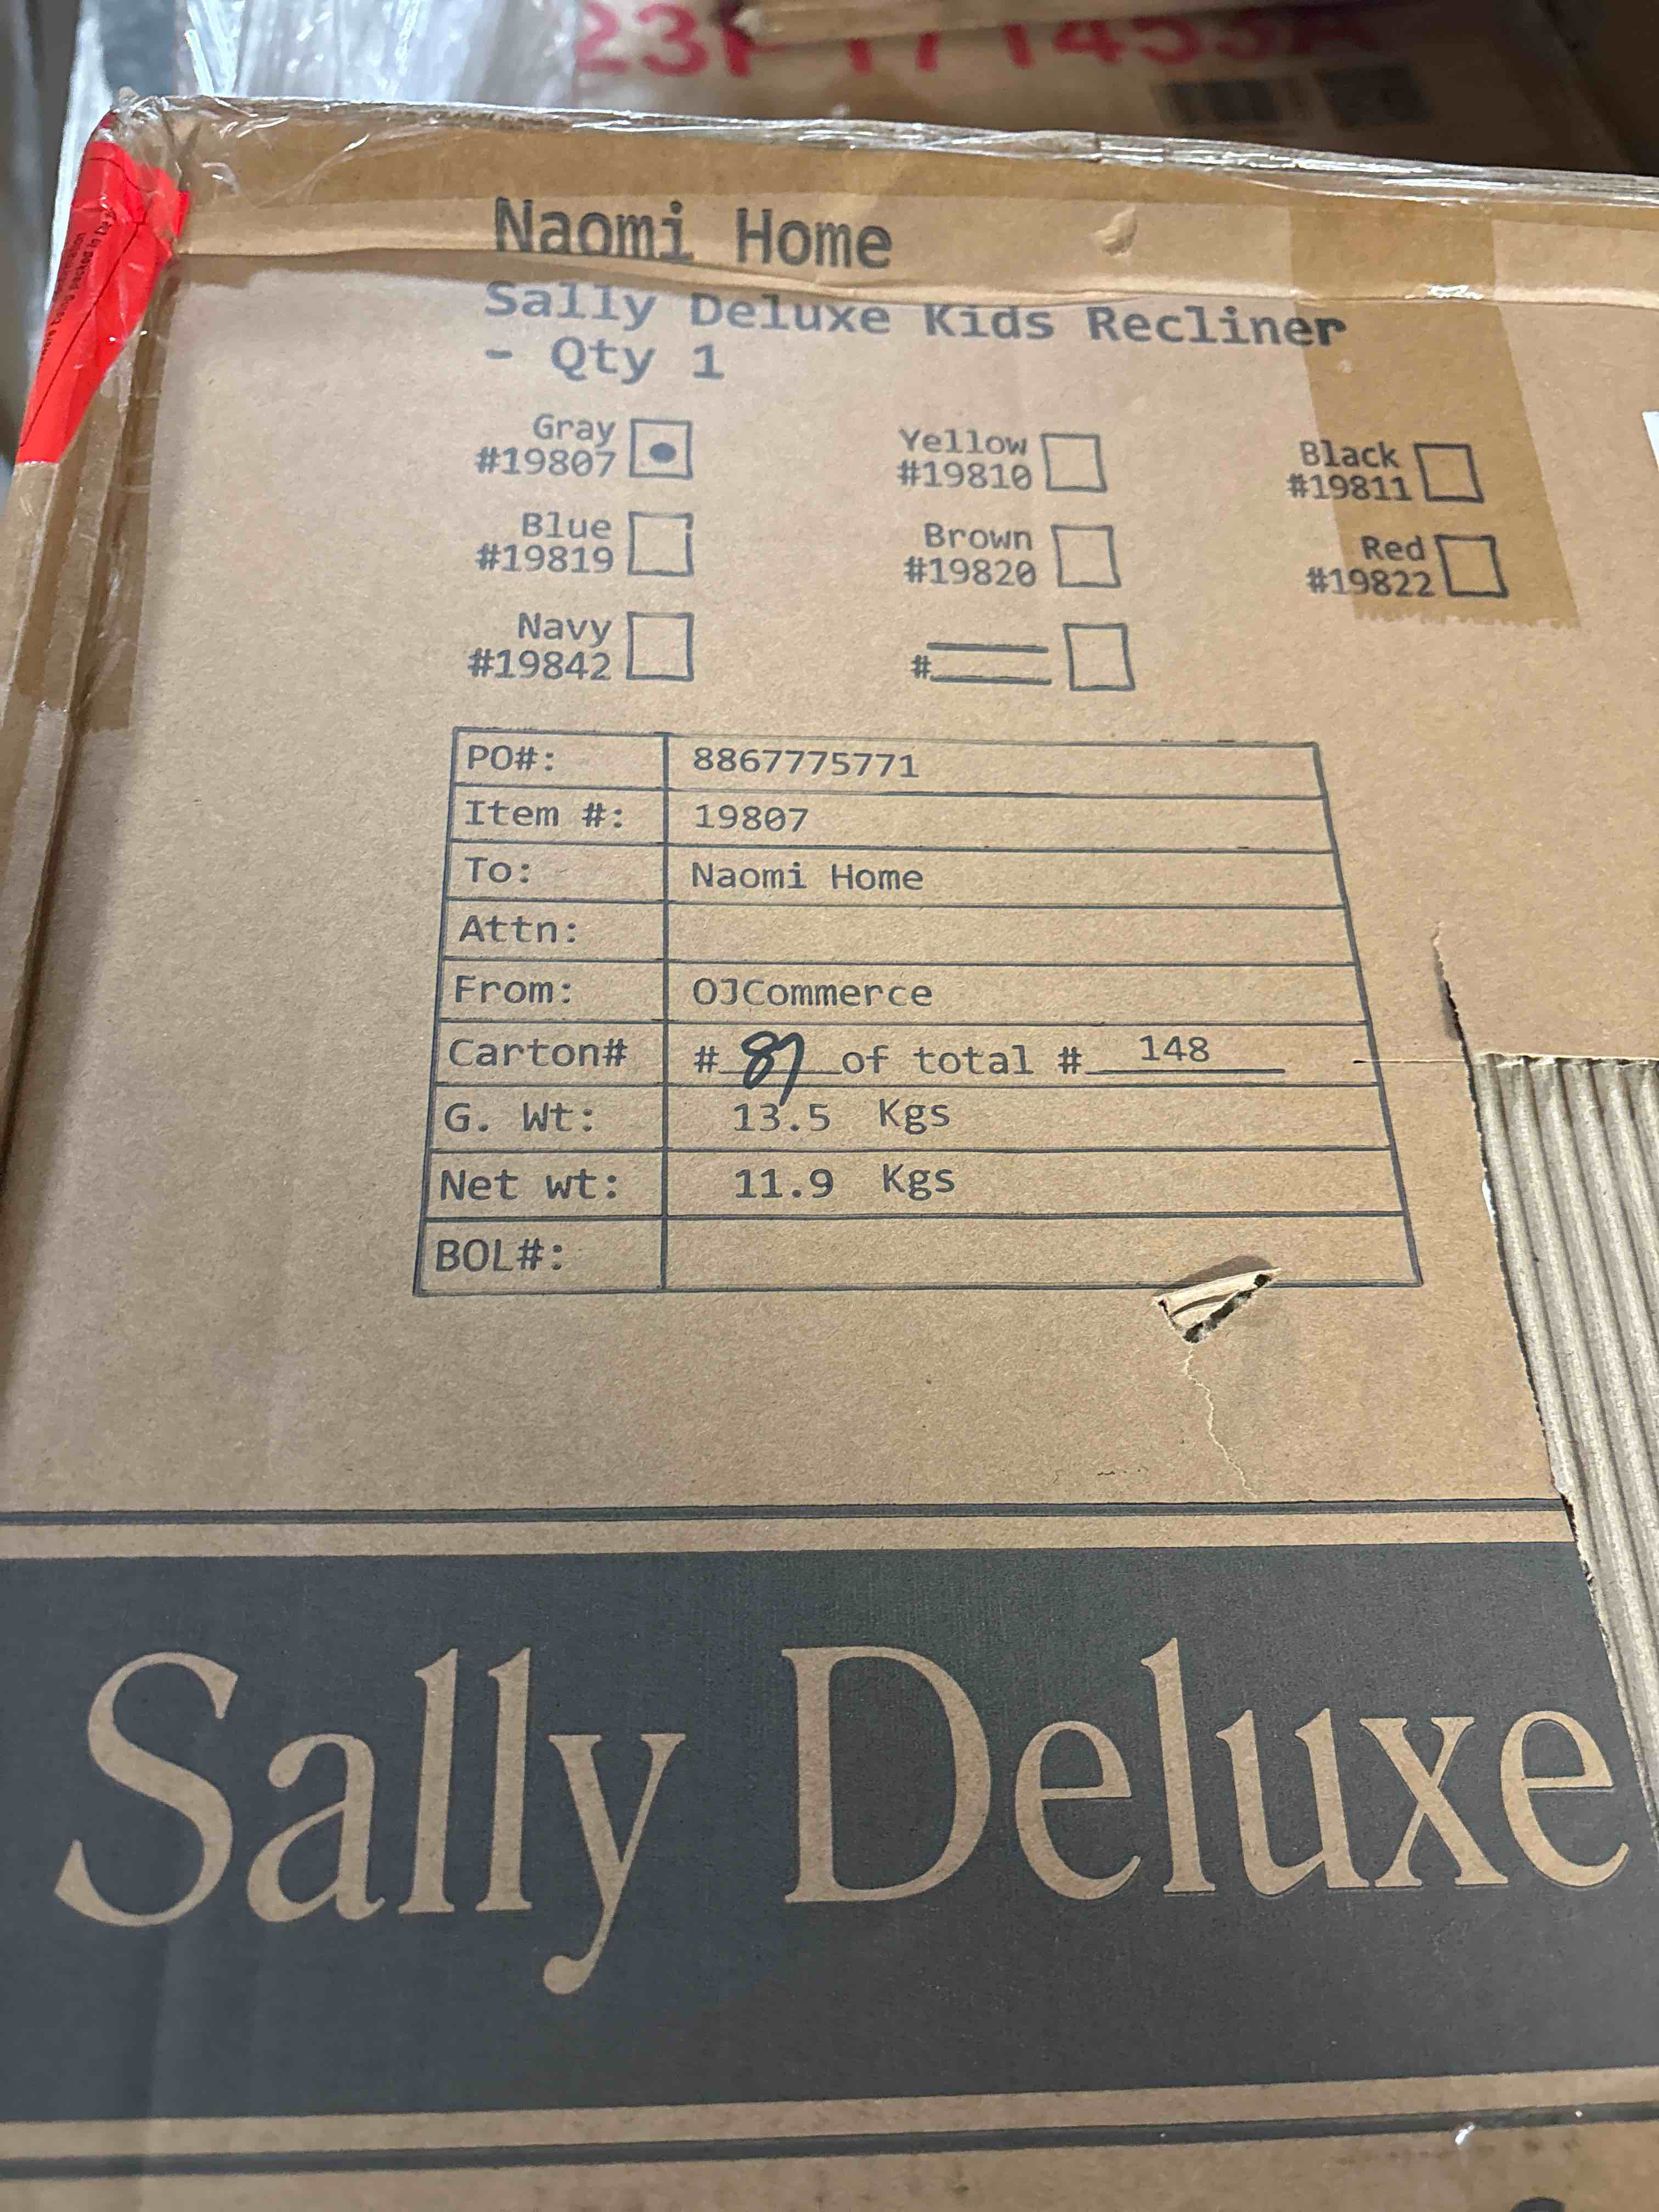 Naomi Home
Sally Deluxe Kids Recliner
- Qty 1
Gray
#19807
Yellow
#19810
Black
#19811
Blue
#19819
Brown
#19820
Red
#19822
Navy
#19842
#
PO#: 8867775771
Item #: 19807
To: Naomi Home
Attn:
From: OJCommerce
Carton# # 87 of total # 148
G. Wt: 13.5 Kgs
Net wt: 11.9 Kgs
BOL#:
Sally Deluxe